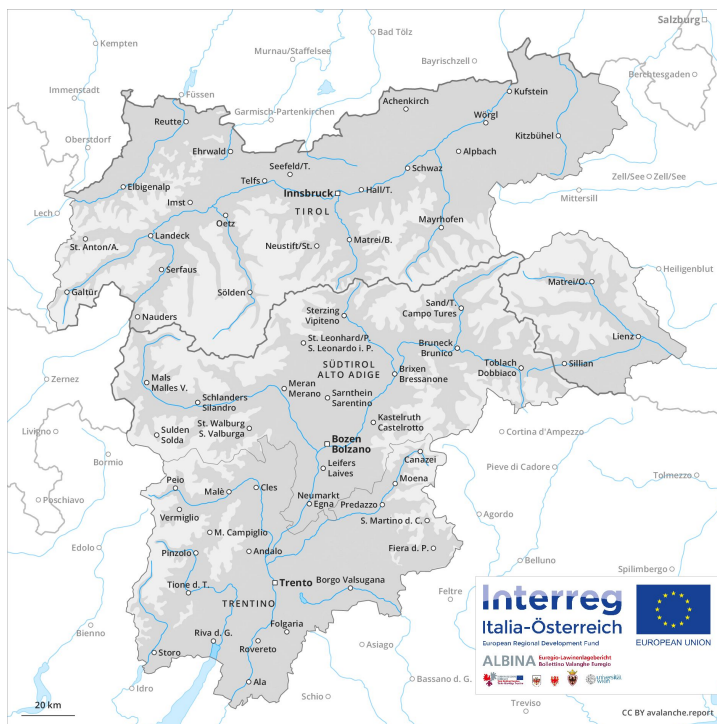 Salzburg
Bad Tölz
Kempten
Murnau/Staffelsee
Bayrischzell
Berchtesgaden
Immenstadt
Füssen
Kufstein
Achenkirch
Garmisch-Partenkirchen
Wörgl
Reutte
Oberstdorf
Kitzbühel
Ehrwald
Alpbach
Seefeld/T.
Schwaz
Telfs
Zell/See
Zell/See
Elbigenalp
Innsbruck
Hall/T.
Mittersill
Imst
TIROL
Lech
Oetz
Mayrhofen
Landeck
Matrei/B.
St. Anton/A.
Neustift/St.
Serfaus
Heiligenblut
Matrei/O.
Galtür
Sölden
Sand/T.
Campo Tures
Nauders
Sterzing
Vipiteno
Lienz
St. Leonhard/P.
S. Leonardo i. P.
Bruneck
Brunico
Toblach
Dobbiaco
Sillian
SÜDTIROL
ALTO ADIGE
Brixen
Bressanone
Zernez
Mals
Malles V.
Meran
Merano
Sarnthein
Sarentino
Schlanders
Silandro
Kastelruth
Castelrotto
St. Walburg
S. Valburga
Livigno
Sulden
Solda
Cortina d'Ampezzo
Bozen
Bolzano
Bormio
Canazei
Leifers
Laives
Pieve di Cadore
Peio
Moena
Tolmezzo
Malè
Cles
Neumarkt
Egna
Predazzo
Poschiavo
Vermiglio
Agordo
S. Martino d. C.
M. Campiglio
Edolo
Pinzolo
Andalo
Fiera d. P.
Belluno
Spilimbergo
Tione d. T.
Trento
Borgo Valsugana
Feltre
TRENTINO
Interreg
Italia-Österreich
European Regional Development Fund
EUROPEAN UNION
Folgaria
Bienno
Riva d. G.
Rovereto
Asiago
Storo
ALBINA Euregio-Lawinenlagebericht
Bollettino Valanghe Euregio
Bassano d. G.
Ala
Idro
Schio
universität
wien
20 km
Treviso
CC BY avalanche.report